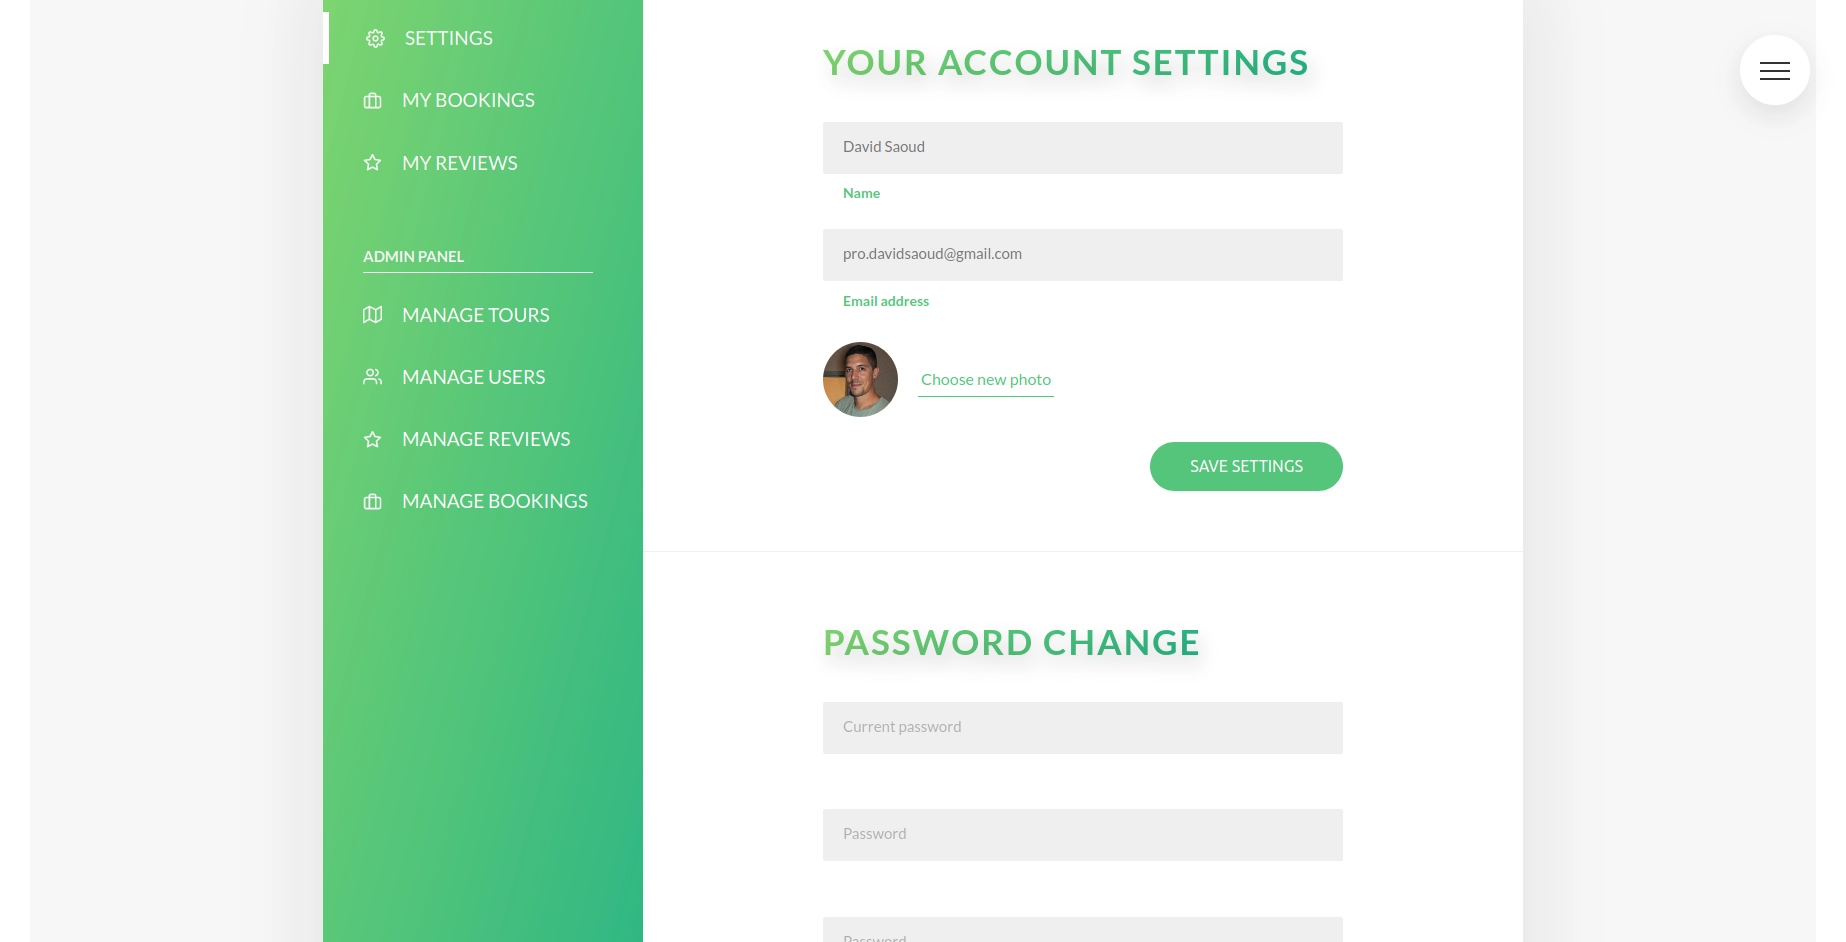 SETTINGS
MY BOOKINGS
MY REVIEWS
ADMIN PANEL
MANAGE TOURS
MANAGE USERS
MANAGE REVIEWS
MANAGE BOOKINGS
YOUR ACCOUNT SETTINGS
David Saoud
Name
pro.davidsaoud@gmail.com
Email address
Choose new photo
SAVE SETTINGS
PASSWORD CHANGE
Current password
Password
Password